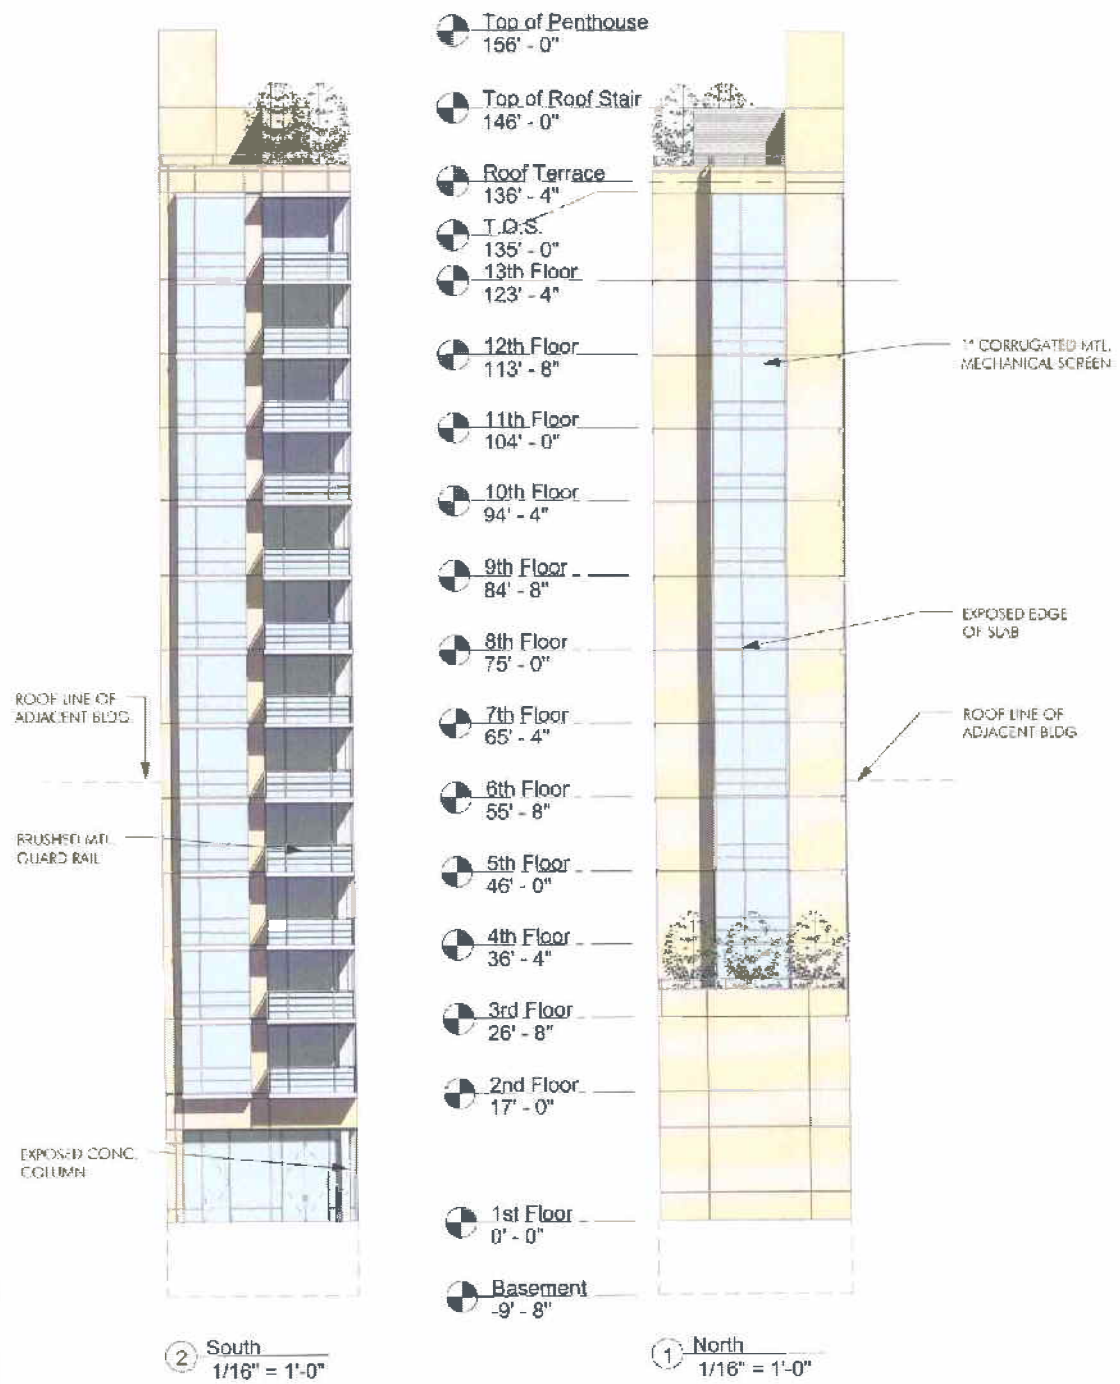 Top of Penthouse
156' - 0"
Top of Roof Stair
146' - 0"
Roof Terrace
136' - 4"
T.O.S.
135' - 0"
13th Floor
123' - 4"
12th Floor
113' - 8"
1" CORRUGATED MTL.
MECHANICAL SCREEN
11th Floor
104' - 0"
10th Floor
94' - 4"
9th Floor
84' - 8"
EXPOSED EDGE
OF SLAB
8th Floor
75' - 0"
ROOF LINE OF
ADJACENT BLDG
7th Floor
65' - 4"
ROOF LINE OF
ADJACENT BLDG
6th Floor
55' - 8"
BRUSHED MTL.
GUARD RAIL
5th Floor
46' - 0"
4th Floor
36' - 4"
3rd Floor
26' - 8"
2nd Floor
17' - 0"
EXPOSED CONC.
COLUMN
1st Floor
0' - 0"
Basement
-9' - 8"
2 South
1/16" = 1'-0"
1 North
1/16" = 1'-0"